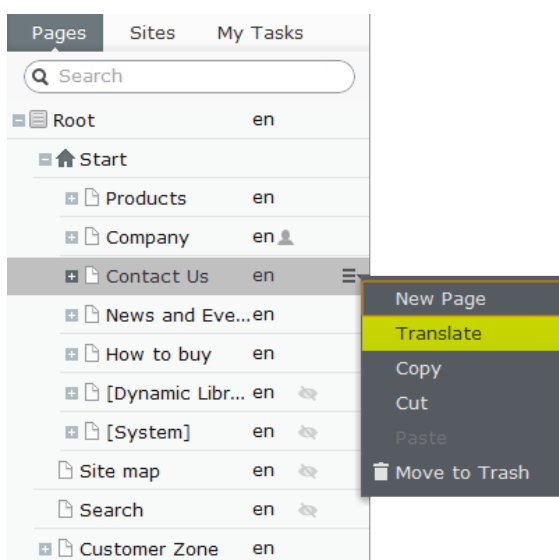 Pages Sites My Tasks
Search
Root en
Start
Products en
Company en
Contact Us en
New Page
News and Eve... en
Translate
How to buy en
Copy
[Dynamic Libr... en
Cut
[System] en
Paste
Site map en
Move to Trash
Search en
Customer Zone en